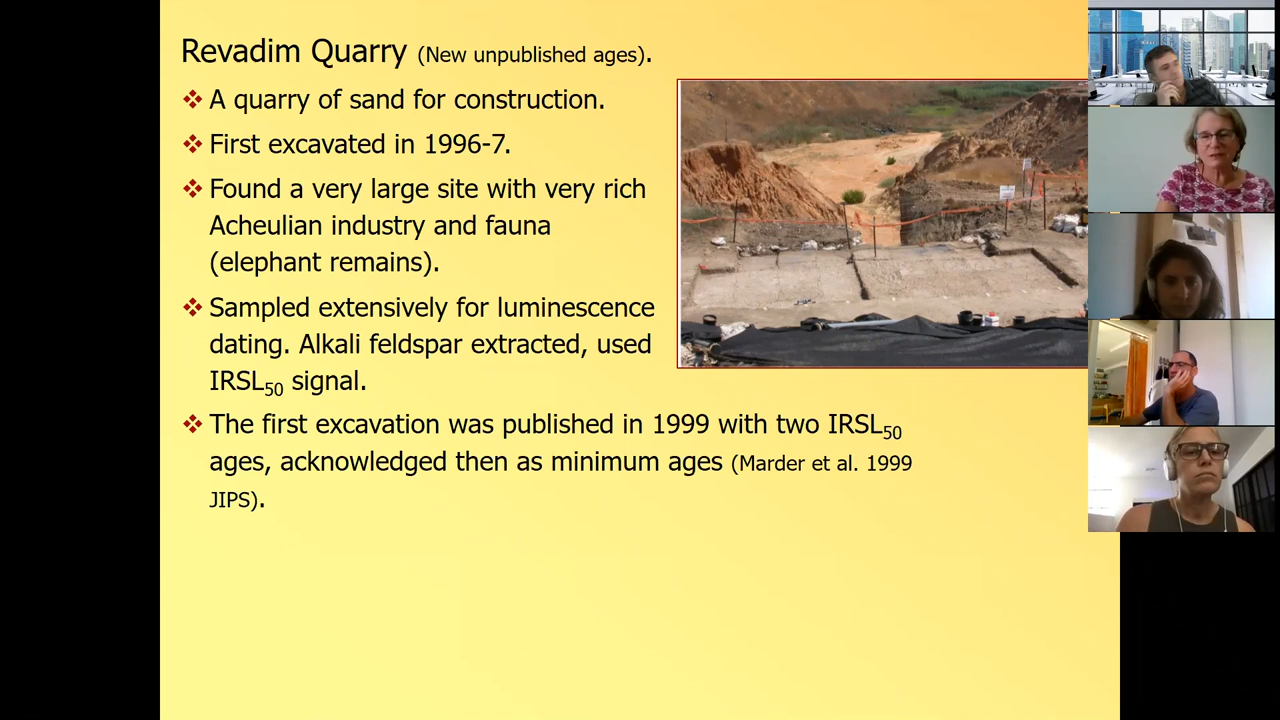 Revadim Quarry (New unpublished ages).
❖ A quarry of sand for construction.
❖ First excavated in 1996-7.
❖ Found a very large site with very rich
Acheulian industry and fauna
(elephant remains).
❖ Sampled extensively for luminescence
dating. Alkali feldspar extracted, used
IRSL50 signal.
❖ The first excavation was published in 1999 with two IRSL50
ages, acknowledged then as minimum ages (Marder et al. 1999
JIPS).